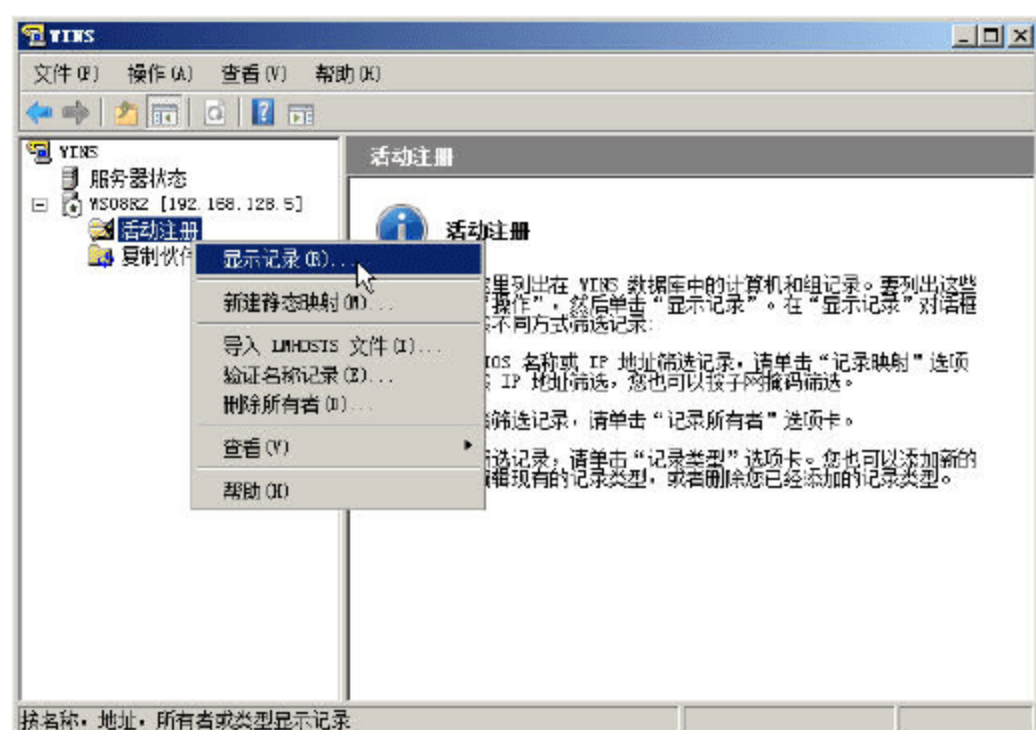 WINS
文件(F) 操作(A) 查看(V) 帮助(H)
WINS
服务器状态
WS08R2 [192.168.128.5]
活动注册
复制伙伴
显示记录(R)...
新建静态映射(M)...
导入 LMHOSTS 文件(I)...
验证名称记录(E)...
删除所有者(D)...
查看(V)
帮助(H)
活动注册
活动注册
里列出在 WINS 数据库中的计算机和组记录。要列出这些
“操作”，然后单击“显示记录”。在“显示记录”对话框
不同方式筛选记录:
IOS 名称或 IP 地址筛选记录，请单击“记录映射”选项
IP 地址筛选，您也可以按子网掩码筛选。
筛选记录，请单击“记录所有者”选项卡。
选记录，请单击“记录类型”选项卡。您也可以添加新的
辑现有的记录类型，或者删除您已经添加的记录类型。
按名称，地址，所有者或类型显示记录